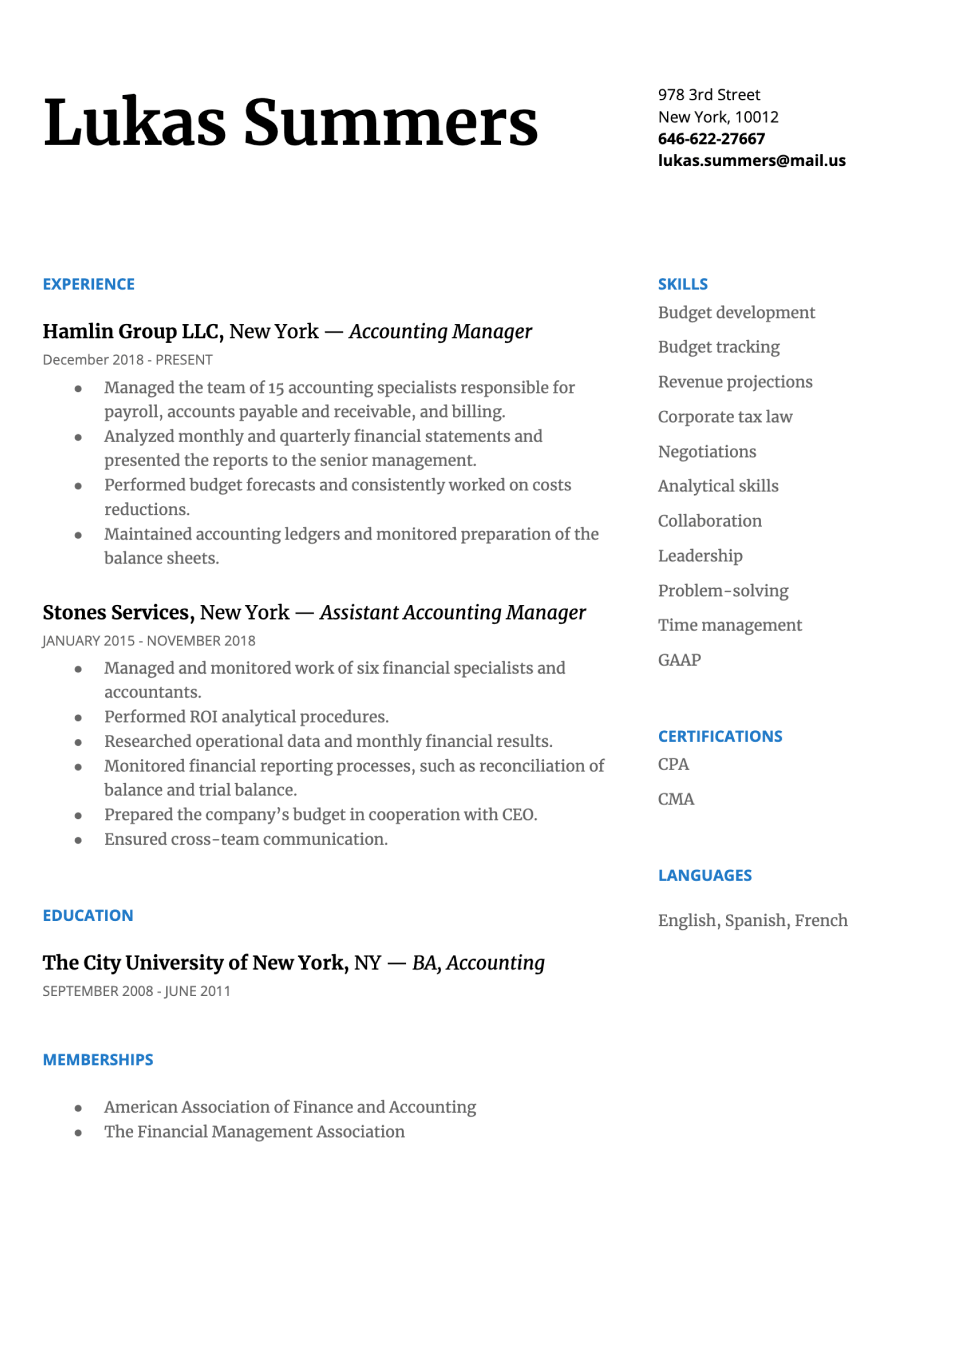 Lukas Summers
978 3rd Street
New York, 10012
646-622-27667
lukas.summers@mail.us
EXPERIENCE
Hamlin Group LLC, New York — Accounting Manager
December 2018 - PRESENT
● Managed the team of 15 accounting specialists responsible for
payroll, accounts payable and receivable, and billing.
● Analyzed monthly and quarterly financial statements and
presented the reports to the senior management.
● Performed budget forecasts and consistently worked on costs
reductions.
● Maintained accounting ledgers and monitored preparation of the
balance sheets.
Stones Services, New York — Assistant Accounting Manager
JANUARY 2015 - NOVEMBER 2018
● Managed and monitored work of six financial specialists and
accountants.
● Performed ROI analytical procedures.
● Researched operational data and monthly financial results.
● Monitored financial reporting processes, such as reconciliation of
balance and trial balance.
● Prepared the company’s budget in cooperation with CEO.
● Ensured cross-team communication.
EDUCATION
The City University of New York, NY — BA, Accounting
SEPTEMBER 2008 - JUNE 2011
MEMBERSHIPS
● American Association of Finance and Accounting
● The Financial Management Association
SKILLS
Budget development
Budget tracking
Revenue projections
Corporate tax law
Negotiations
Analytical skills
Collaboration
Leadership
Problem-solving
Time management
GAAP
CERTIFICATIONS
CPA
CMA
LANGUAGES
English, Spanish, French